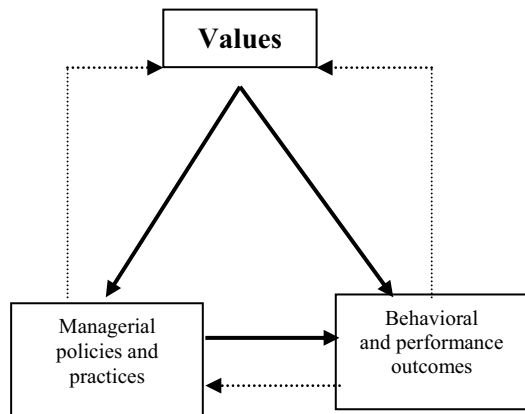 Values
Managerial
policies and
practices
Behavioral
and performance
outcomes